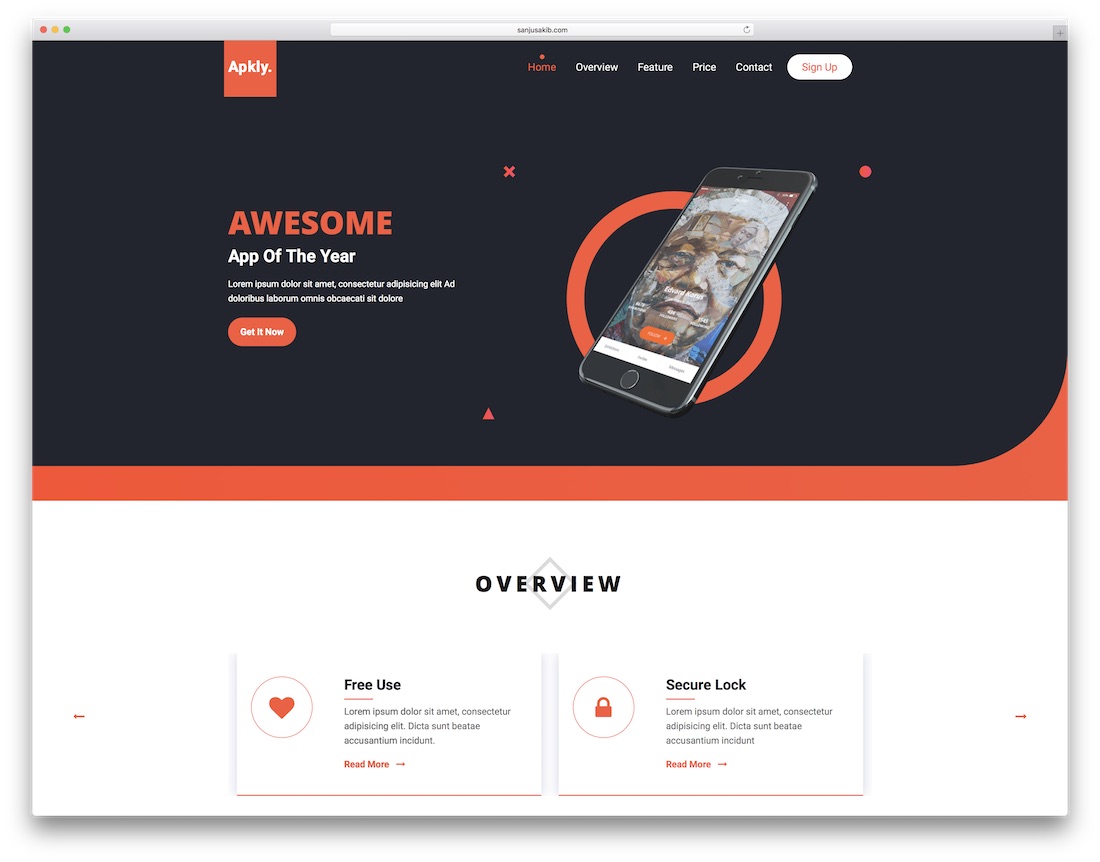 sanjusakib.com
Apkly.
Home
Overview
Feature
Price
Contact
Sign Up
AWESOME
App Of The Year
Lorem ipsum dolor sit amet, consectetur adipisicing elit Ad
doloribus laborum omnis obcaecati sit dolore
Get It Now
FOLLOW
Messages
OVERVIEW
Free Use
Lorem ipsum dolor sit amet, consectetur
adipisicing elit. Dicta sunt beatae
accusantium incidunt.
Read More
Secure Lock
Lorem ipsum dolor sit amet, consectetur
adipisicing elit. Dicta sunt beatae
accusantium incidunt
Read More